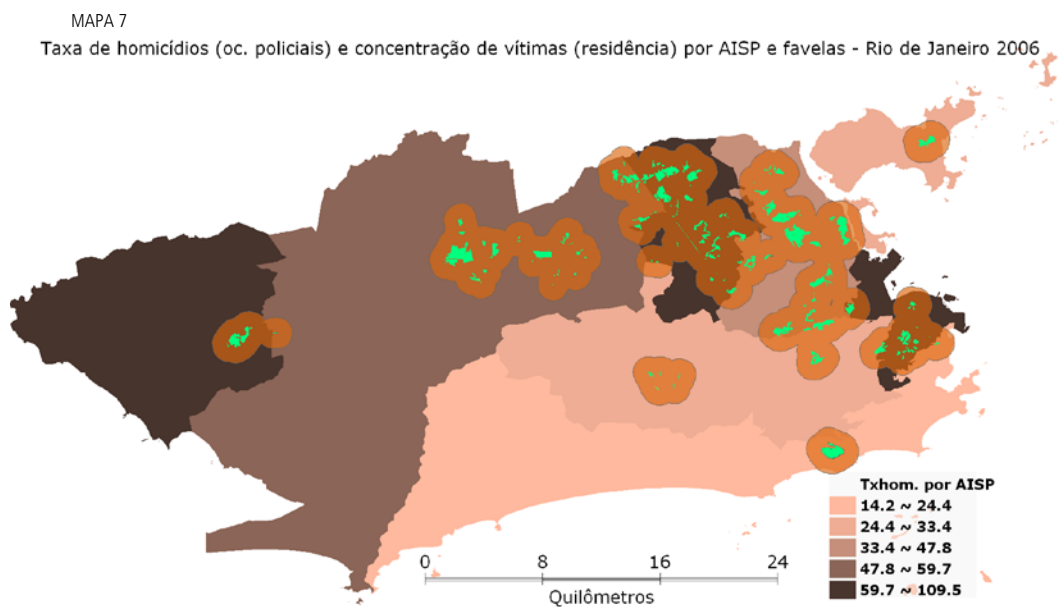 MAPA 7
Taxa de homicídios (oc. policiais) e concentração de vítimas (residência) por AISP e favelas - Rio de Janeiro 2006
Txhom. por AISP
14.2 ~ 24.4
24.4 ~ 33.4
33.4 ~ 47.8
47.8 ~ 59.7
59.7 ~ 109.5
0 8 16 24
Quilômetros